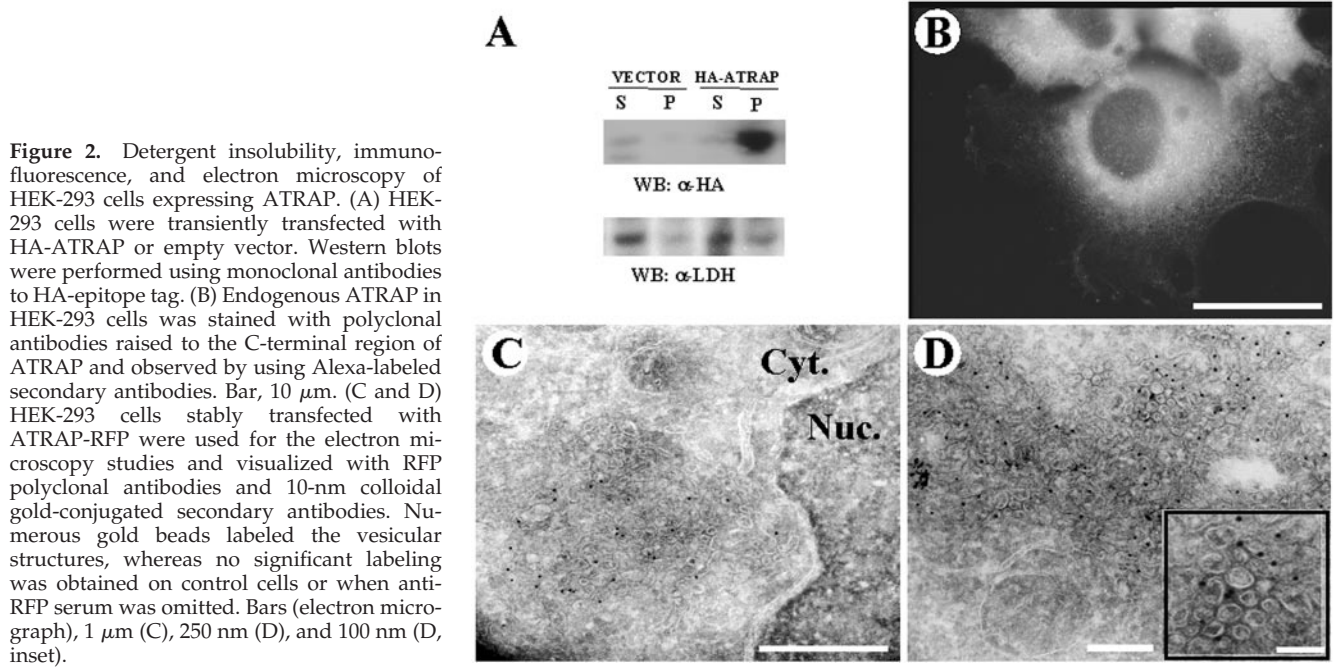 Figure 2. Detergent insolubility, immuno-
fluorescence, and electron microscopy of
HEK-293 cells expressing ATRAP. (A) HEK-
293 cells were transiently transfected with
HA-ATRAP or empty vector. Western blots
were performed using monoclonal antibodies
to HA-epitope tag. (B) Endogenous ATRAP in
HEK-293 cells was stained with polyclonal
antibodies raised to the C-terminal region of
ATRAP and observed by using Alexa-labeled
secondary antibodies. Bar, 10 μm. (C and D)
HEK-293 cells stably transfected with
ATRAP-RFP were used for the electron mi-
croscopy studies and visualized with RFP
polyclonal antibodies and 10-nm colloidal
gold-conjugated secondary antibodies. Nu-
merous gold beads labeled the vesicular
structures, whereas no significant labeling
was obtained on control cells or when anti-
RFP serum was omitted. Bars (electron micro-
graph), 1 μm (C), 250 nm (D), and 100 nm (D,
inset).
A
VECTOR HA-ATRAP
S P S P
WB: α-HA
WB: α-LDH
B
C
Cyt.
Nuc.
D